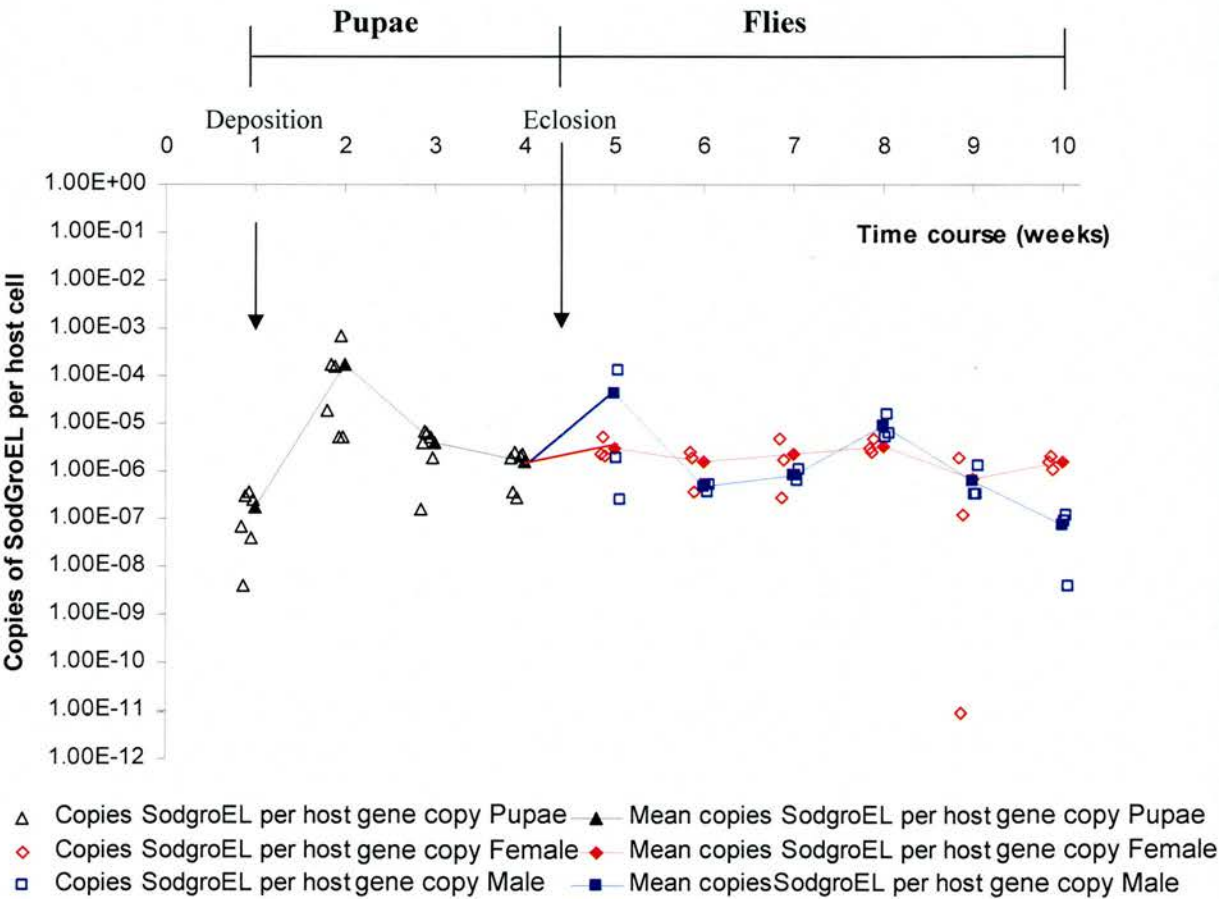 Pupae Flies
Deposition Eclosion
0 1 2 3 4 5 6 7 8 9 10
1.00E+00
1.00E-01
1.00E-02
1.00E-03
1.00E-04
1.00E-05
1.00E-06
1.00E-07
1.00E-08
1.00E-09
1.00E-10
1.00E-11
1.00E-12
Time course (weeks)
Copies of SodGroEL per host cell
Copies SodgroEL per host gene copy Pupae Mean copies SodgroEL per host gene copy Pupae
Copies SodgroEL per host gene copy Female Mean copies SodgroEL per host gene copy Female
Copies SodgroEL per host gene copy Male Mean copiesSodgroEL per host gene copy Male